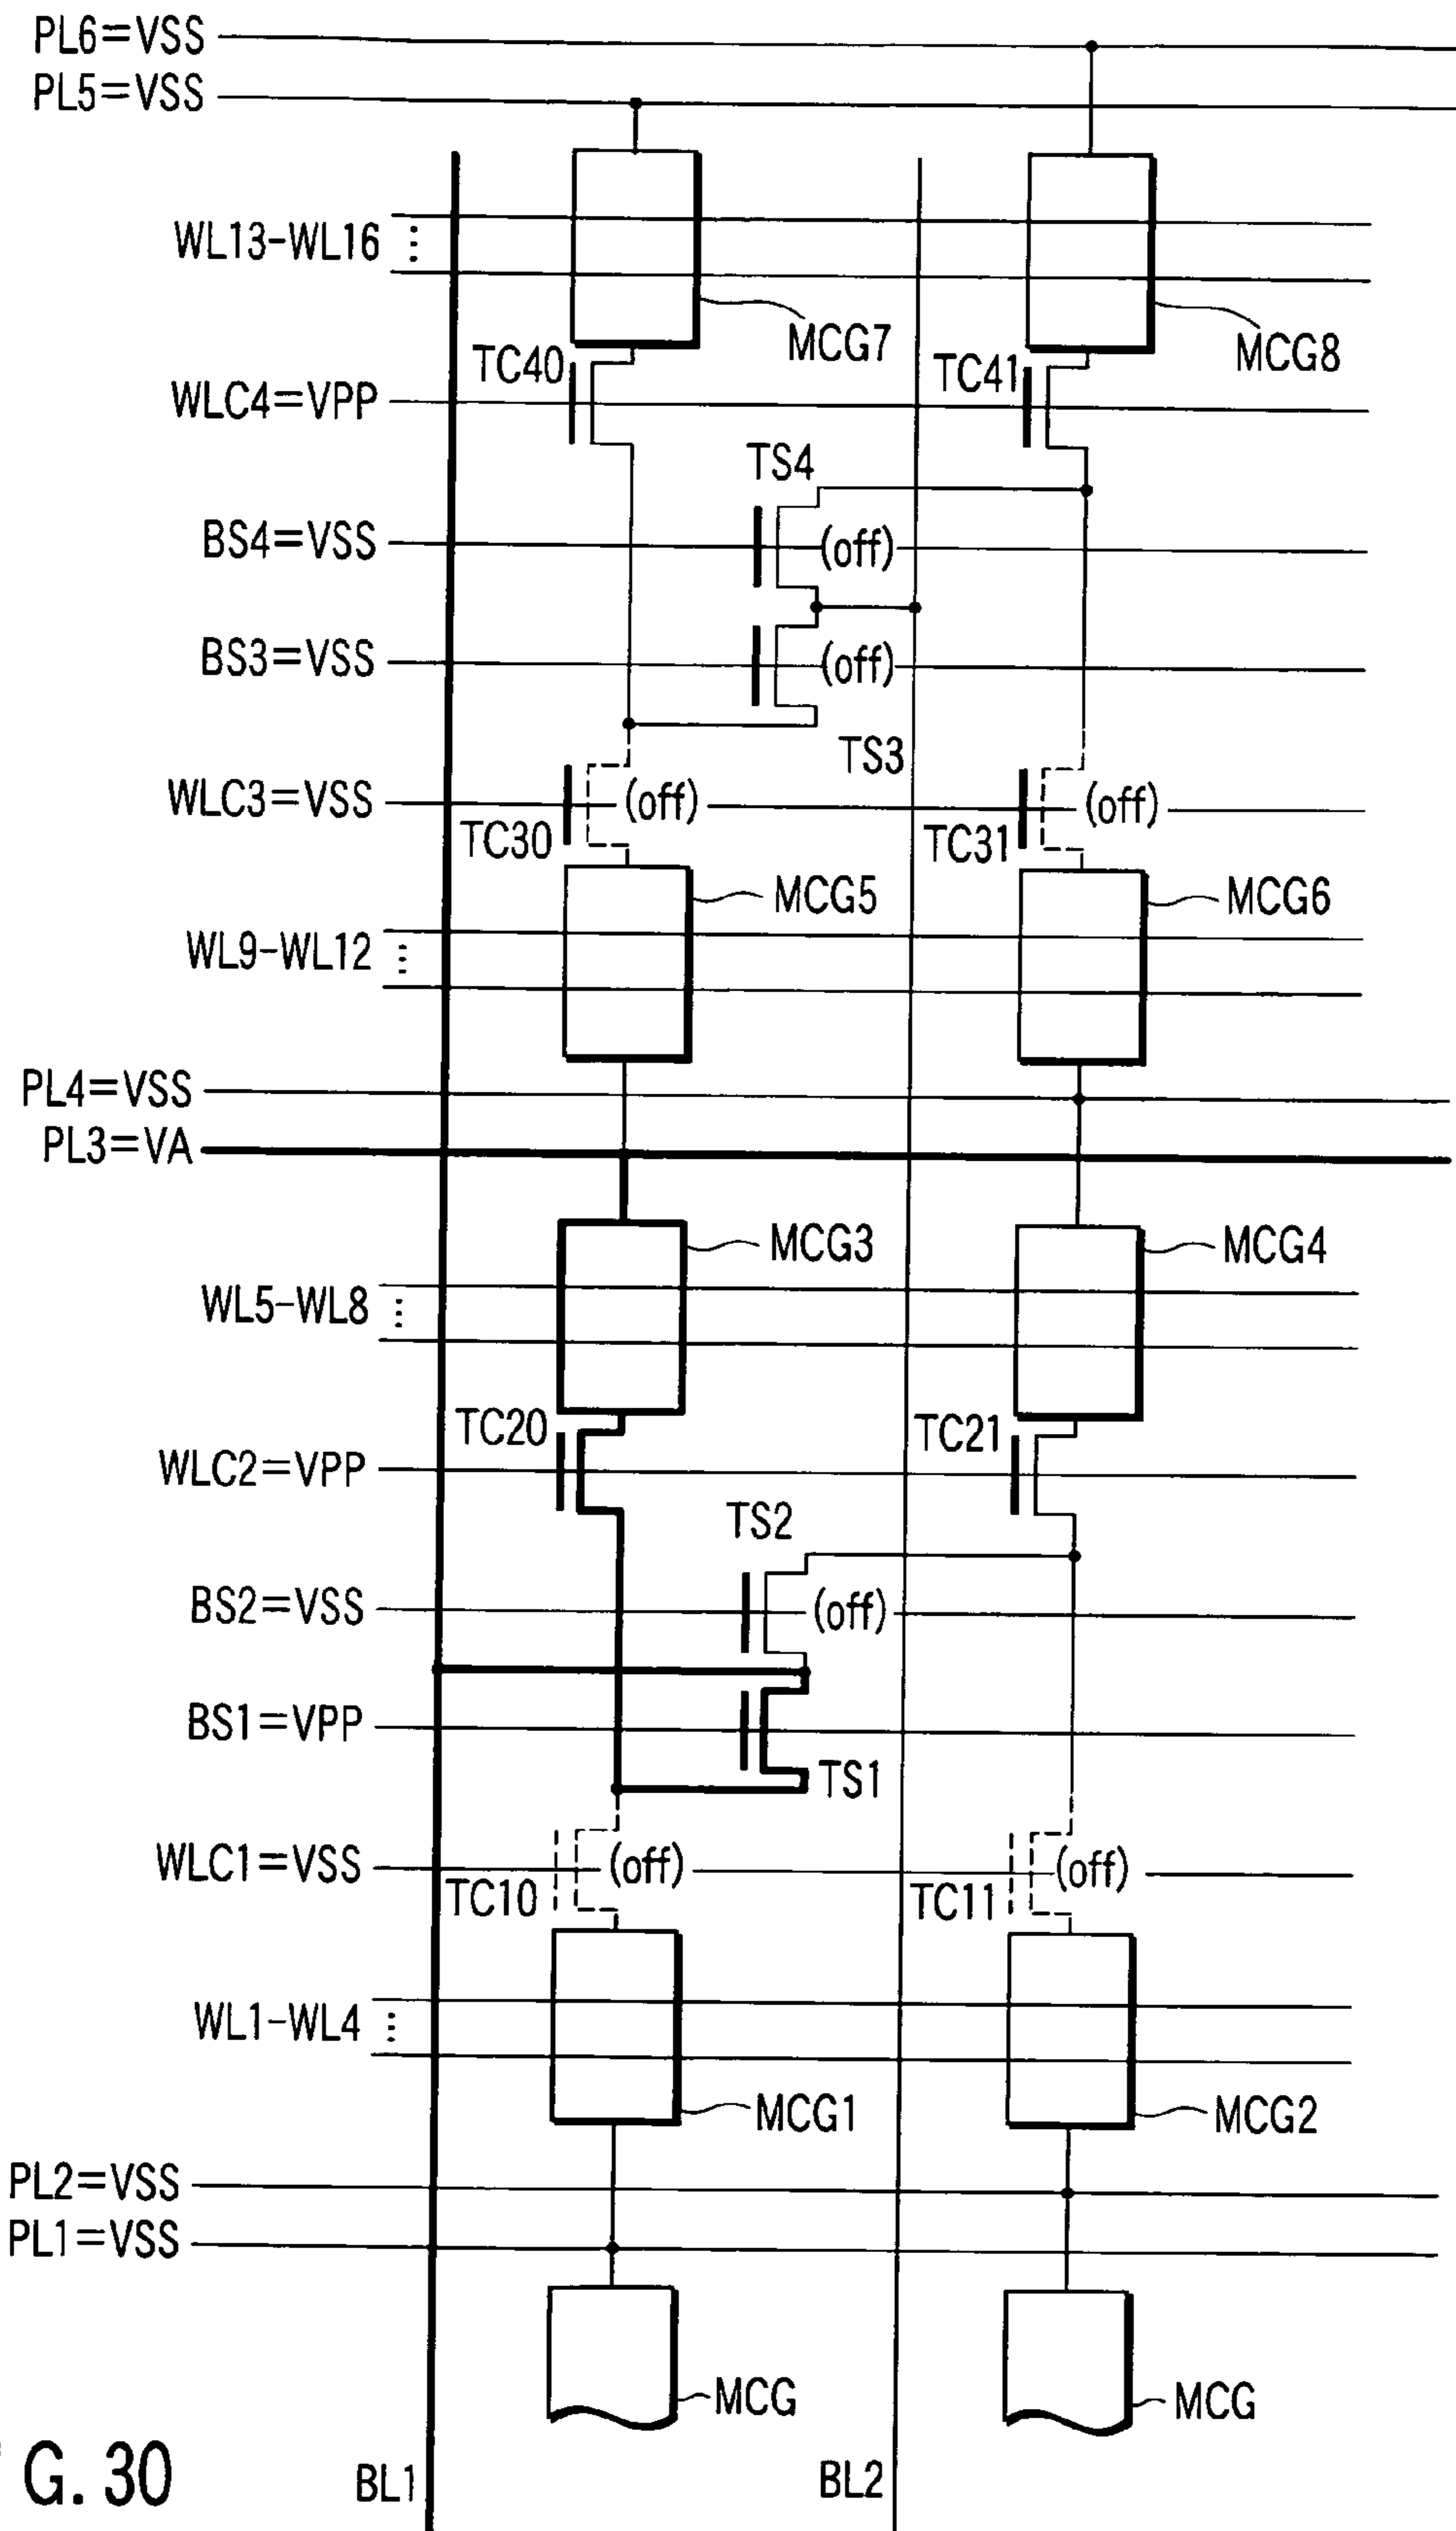 PL6=VSS
PL5=VSS
WL13-WL16
MCG7
MCG8
TC40
TC41
WLC4=VPP
TS4
BS4=VSS
(off)
BS3=VSS
(off)
TS3
WLC3=VSS
(off)
(off)
TC30
TC31
MCG5
MCG6
WL9-WL12
PL4=VSS
PL3=VA
MCG3
MCG4
WL5-WL8
TC20
TC21
WLC2=VPP
TS2
BS2=VSS
(off)
BS1=VPP
TS1
WLC1=VSS
(off)
(off)
TC10
TC11
WL1-WL4
MCG1
MCG2
PL2=VSS
PL1=VSS
MCG
MCG
G. 30
BL1
BL2